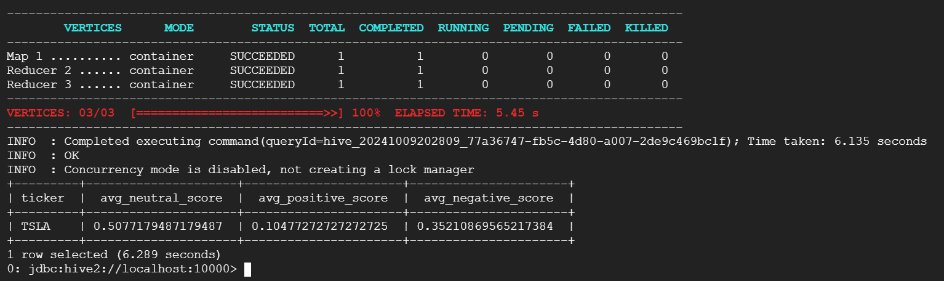 ----------------------------------------------------------------------------------------------
VERTICES MODE STATUS TOTAL COMPLETED RUNNING PENDING FAILED KILLED
----------------------------------------------------------------------------------------------
Map 1 .......... container SUCCEEDED 1 1 0 0 0 0
Reducer 2 ...... container SUCCEEDED 1 1 0 0 0 0
Reducer 3 ...... container SUCCEEDED 1 1 0 0 0 0
----------------------------------------------------------------------------------------------
VERTICES: 03/03 [==========================>>] 100% ELAPSED TIME: 5.45 s
----------------------------------------------------------------------------------------------
INFO : Completed executing command(queryId=hive_20241009202809_77a36747-fb5c-4d80-a007-2de9c469bc1f); Time taken: 6.135 seconds
INFO : OK
INFO : Concurrency mode is disabled, not creating a lock manager
+---------+---------------------+-----------------------+----------------------+
| ticker | avg_neutral_score | avg_positive_score | avg_negative_score |
+---------+---------------------+-----------------------+----------------------+
| TSLA | 0.5077179487179487 | 0.10477272727272725 | 0.35210869565217384 |
+---------+---------------------+-----------------------+----------------------+
1 row selected (6.289 seconds)
0: jdbc:hive2://localhost:10000>